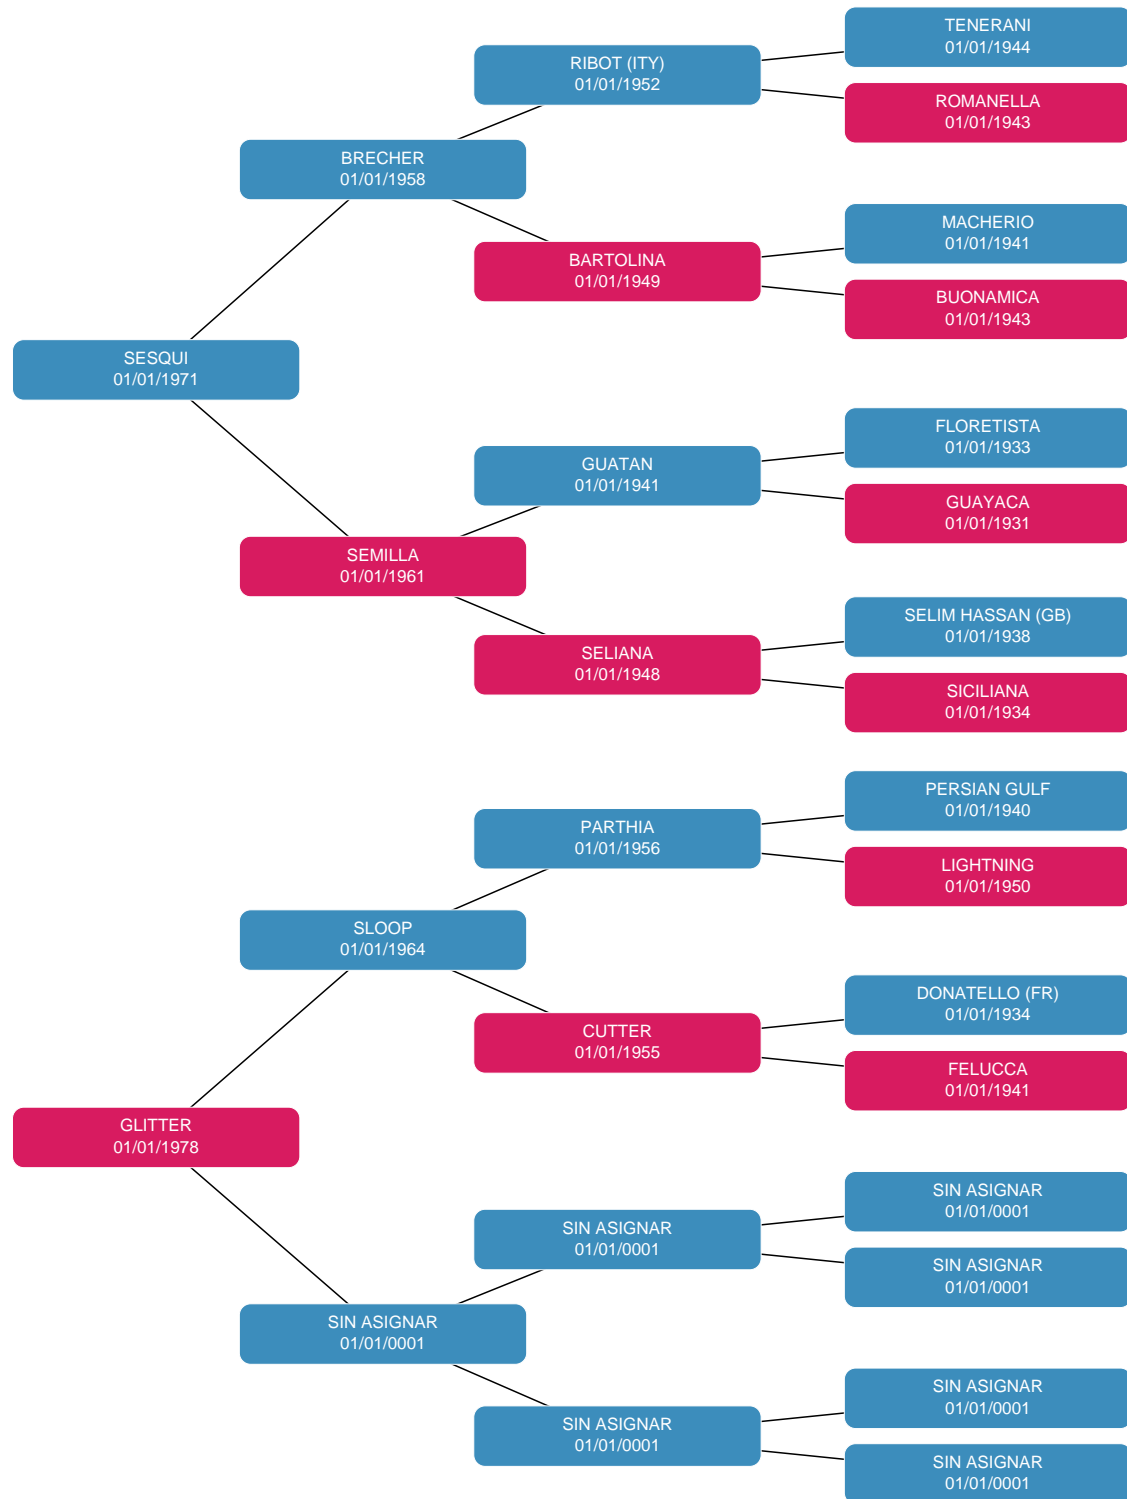 TENERANI
01/01/1944
RIBOT (ITY)
01/01/1952
ROMANELLA
01/01/1943
BRECHER
01/01/1958
MACHERIO
01/01/1941
BARTOLINA
01/01/1949
BUONAMICA
01/01/1943
SESQUI
01/01/1971
FLORETISTA
01/01/1933
GUATAN
01/01/1941
GUAYACA
01/01/1931
SEMILLA
01/01/1961
SELIM HASSAN (GB)
01/01/1938
SELIANA
01/01/1948
SICILIANA
01/01/1934
PERSIAN GULF
01/01/1940
PARTHIA
01/01/1956
LIGHTNING
01/01/1950
SLOOP
01/01/1964
DONATELLO (FR)
01/01/1934
CUTTER
01/01/1955
FELUCCA
01/01/1941
GLITTER
01/01/1978
SIN ASIGNAR
01/01/0001
SIN ASIGNAR
01/01/0001
SIN ASIGNAR
01/01/0001
SIN ASIGNAR
01/01/0001
SIN ASIGNAR
01/01/0001
SIN ASIGNAR
01/01/0001
SIN ASIGNAR
01/01/0001